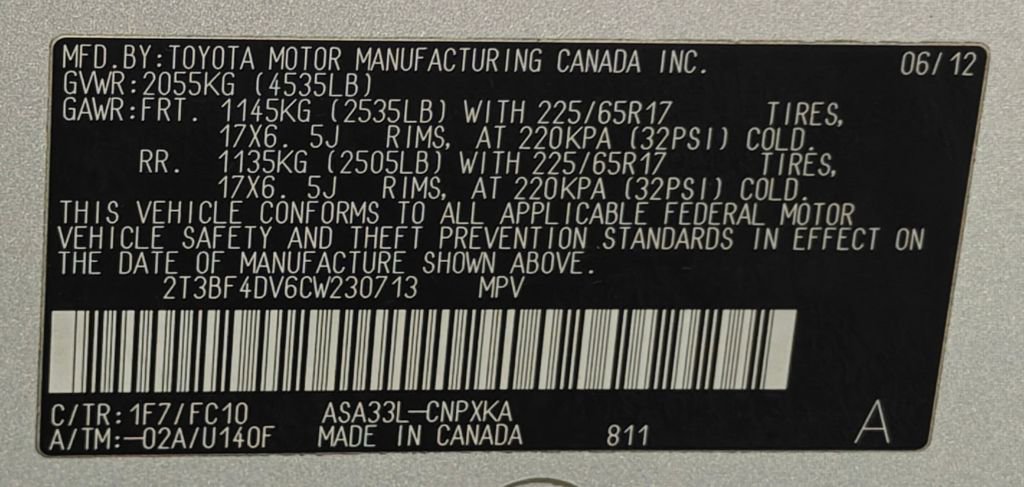 MFD.BY:TOYOTA MOTOR MANUFACTURING CANADA INC. 06/12
GVWR:2055KG (4535LB)
GAWR:FRT. 1145KG (2535LB) WITH 225/65R17 TIRES,
17X6. 5J RIMS, AT 220KPA (32PSI) COLD.
RR. 1135KG (2505LB) WITH 225/65R17 TIRES,
17X6. 5J RIMS, AT 220KPA (32PSI) COLD.
THIS VEHICLE CONFORMS TO ALL APPLICABLE FEDERAL MOTOR
VEHICLE SAFETY AND THEFT PREVENTION STANDARDS IN EFFECT ON
THE DATE OF MANUFACTURE SHOWN ABOVE.
2T3BF4DV6CW230713 MPV
C/TR:1F7/FC10 ASA33L-CNPXKA
A/TM:-02A/U140F MADE IN CANADA 811 A